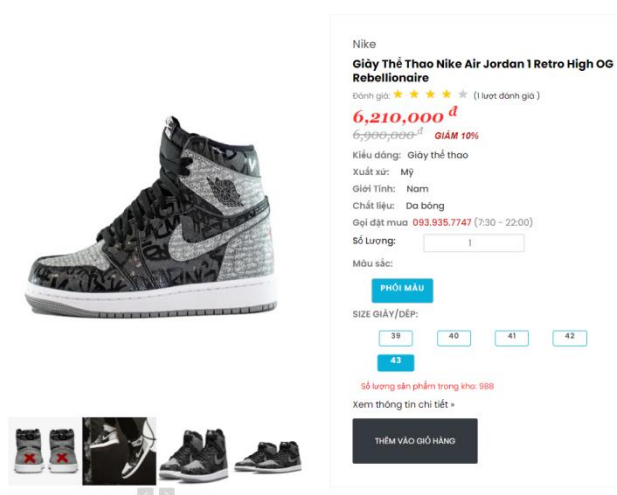 Nike
Giày Thể Thao Nike Air Jordan 1 Retro High OG
Rebellionaire
Đánh giá: (1 lượt đánh giá )
6,210,000 đ
6,900,000 đ GIẢM 10%
Kiểu dáng: Giày thể thao
Xuất xứ: Mỹ
Giới Tính: Nam
Chất liệu: Da bóng
Gọi đặt mua 093.935.7747 (7:30 - 22:00)
Số Lượng: 1
Màu sắc:
PHỐI MÀU
SIZE GIÀY/DÉP:
39 40 41 42
43
Số lượng sản phẩm trong kho: 988
Xem thông tin chi tiết »
THÊM VÀO GIỎ HÀNG